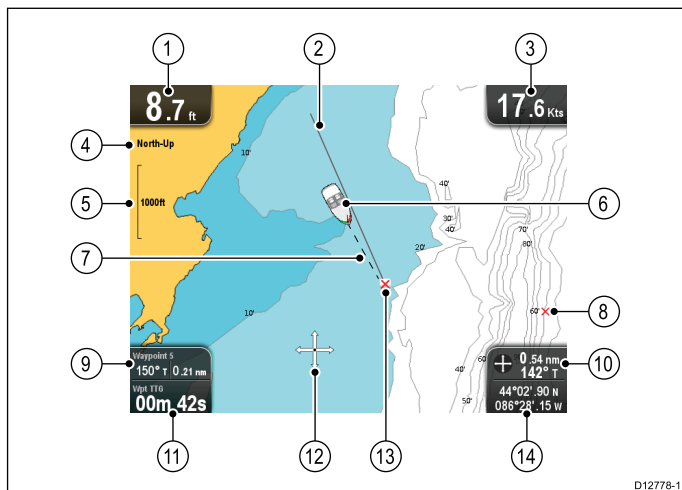 1
2
3
8.7 ft
17.6 Kts
4
North-Up
10'
40'
5
1000ft
6
30'
40'
70'
80'
20'
7
13
10'
60'
8
9
Waypoint 5
150° T 0.21 nm
60'
0.54 nm
142° T
10
40'
Wpt TTG
00m 42s
44°02'.90 N
086°28'.15 W
50'
11
12
14
D12778-1